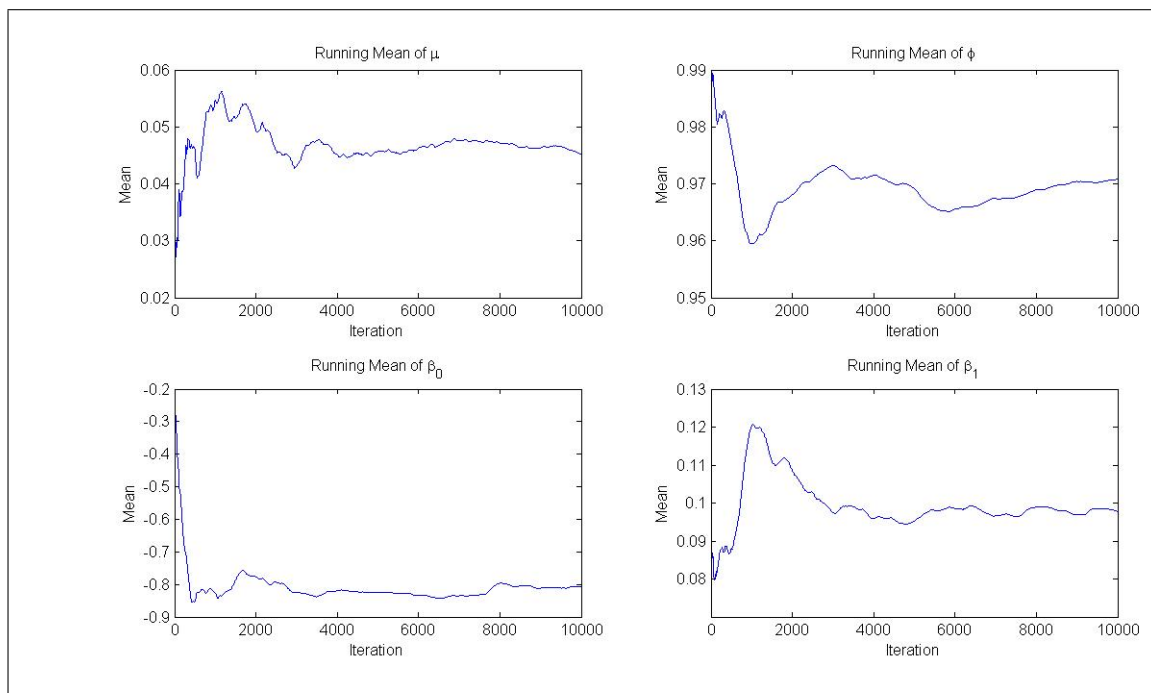 Running Mean of μ
0.06
0.05
0.04
0.03
0.02
Mean
0 2000 4000 6000 8000 10000
Iteration
Running Mean of ϕ
0.99
0.98
0.97
0.96
0.95
Mean
0 2000 4000 6000 8000 10000
Iteration
Running Mean of β₀
-0.2
-0.3
-0.4
-0.5
-0.6
-0.7
-0.8
-0.9
Mean
0 2000 4000 6000 8000 10000
Iteration
Running Mean of β₁
0.13
0.12
0.11
0.1
0.09
0.08
Mean
0 2000 4000 6000 8000 10000
Iteration